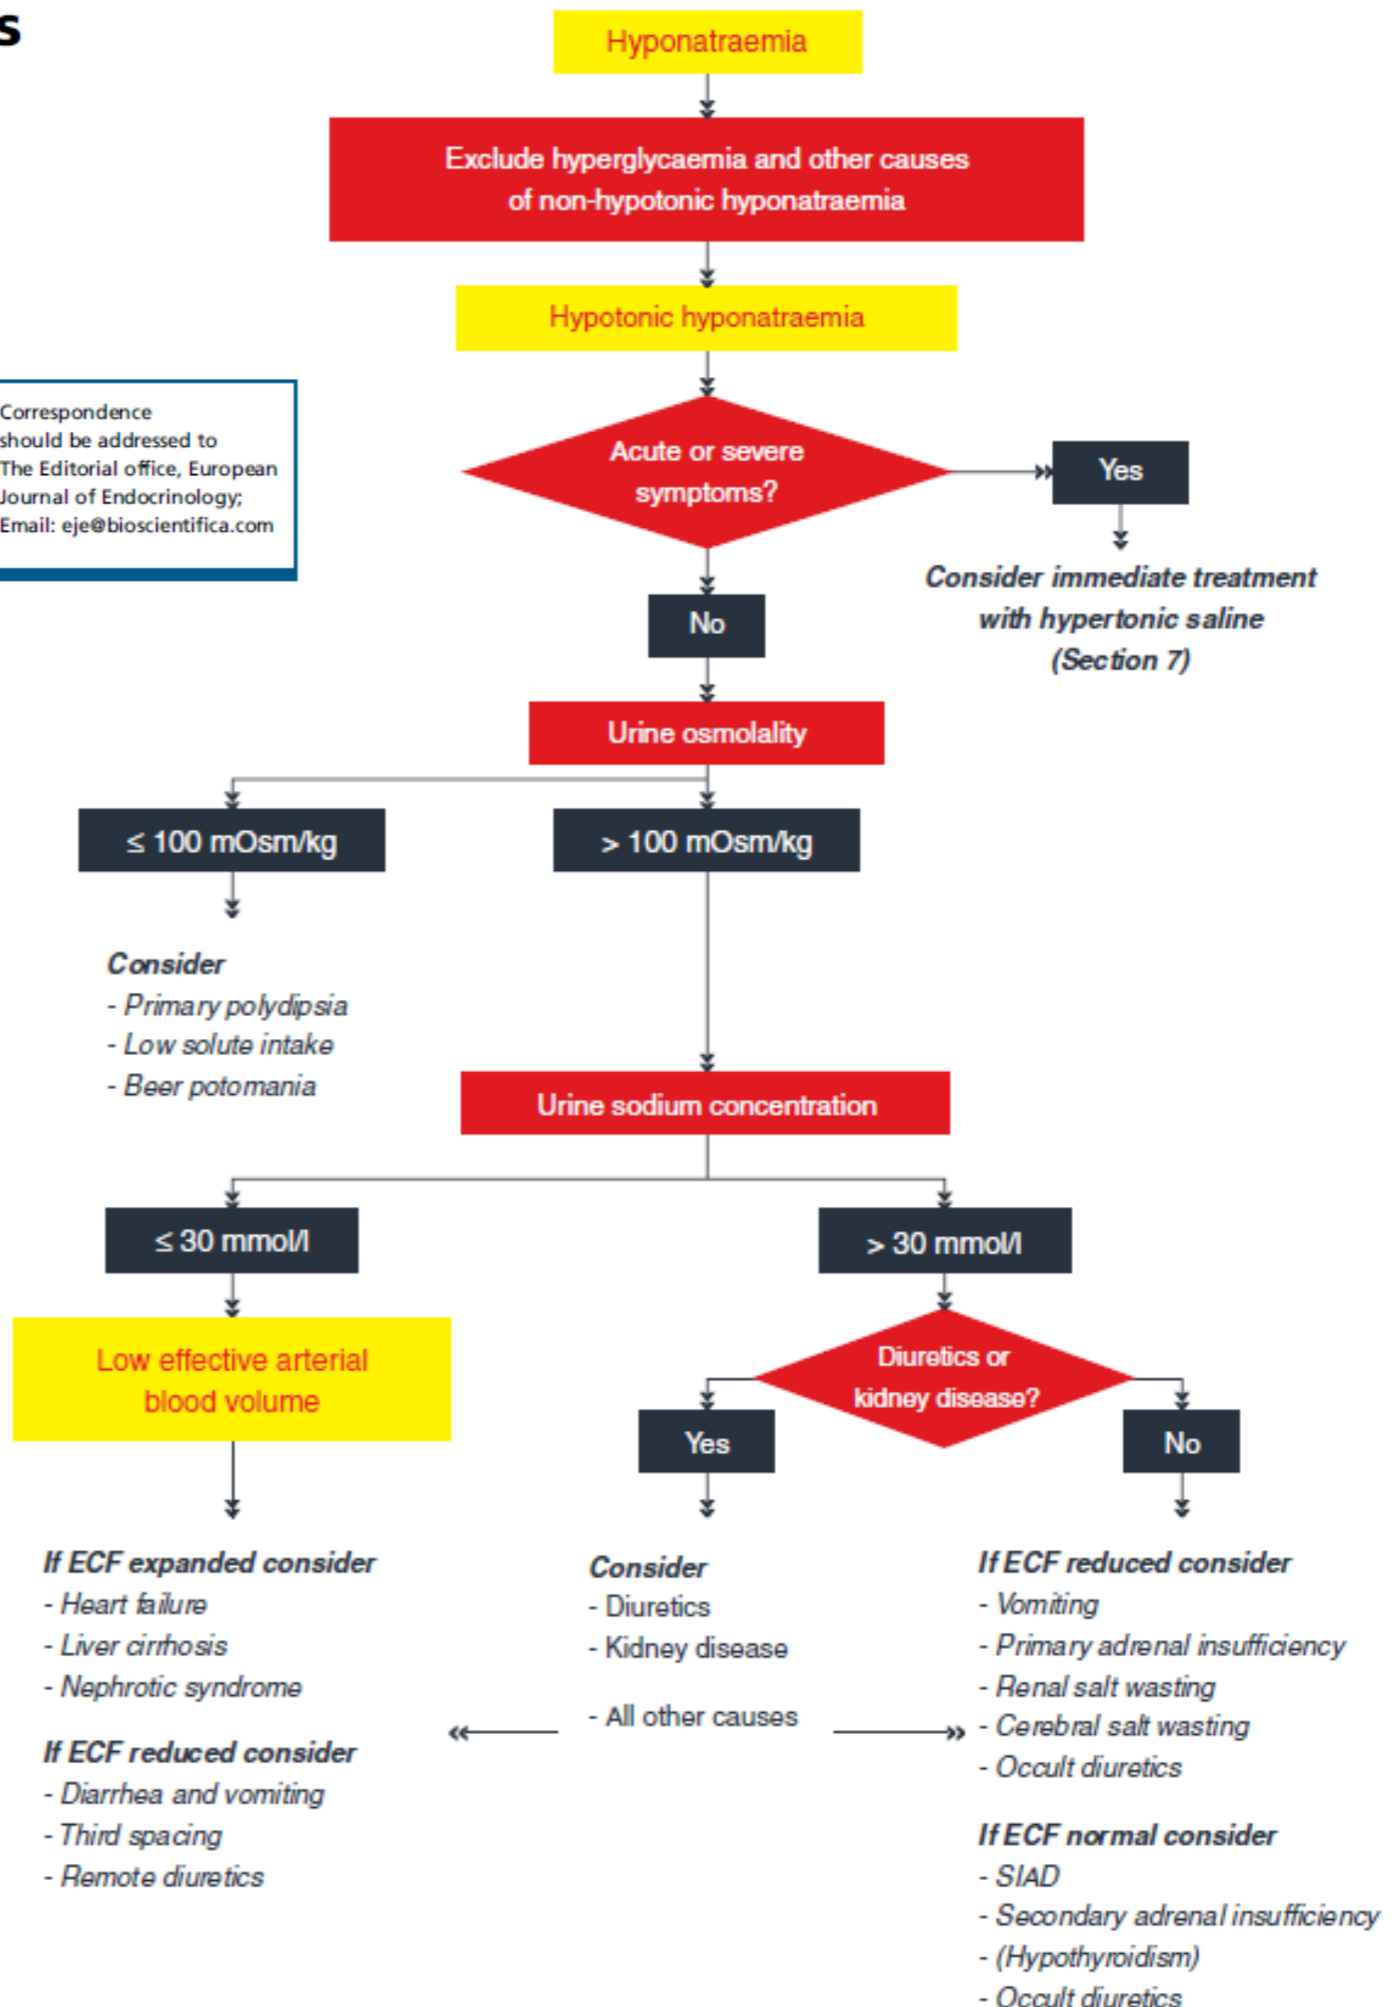 s
Hyponatraemia
Exclude hyperglycaemia and other causes
of non-hypotonic hyponatraemia
Hypotonic hyponatraemia
Correspondence
should be addressed to
The Editorial office, European
Journal of Endocrinology;
Email: eje@bioscientifica.com
Acute or severe
symptoms?
Yes
Consider immediate treatment
with hypertonic saline
(Section 7)
No
Urine osmolality
≤ 100 mOsm/kg
> 100 mOsm/kg
Consider
- Primary polydipsia
- Low solute intake
- Beer potomania
Urine sodium concentration
≤ 30 mmol/l
> 30 mmol/l
Low effective arterial
blood volume
Diuretics or
kidney disease?
Yes
No
If ECF expanded consider
- Heart failure
- Liver cirrhosis
- Nephrotic syndrome
If ECF reduced consider
- Diarrhea and vomiting
- Third spacing
- Remote diuretics
Consider
- Diuretics
- Kidney disease
- All other causes
If ECF reduced consider
- Vomiting
- Primary adrenal insufficiency
- Renal salt wasting
- Cerebral salt wasting
- Occult diuretics
If ECF normal consider
- SIAD
- Secondary adrenal insufficiency
- (Hypothyroidism)
- Occult diuretics